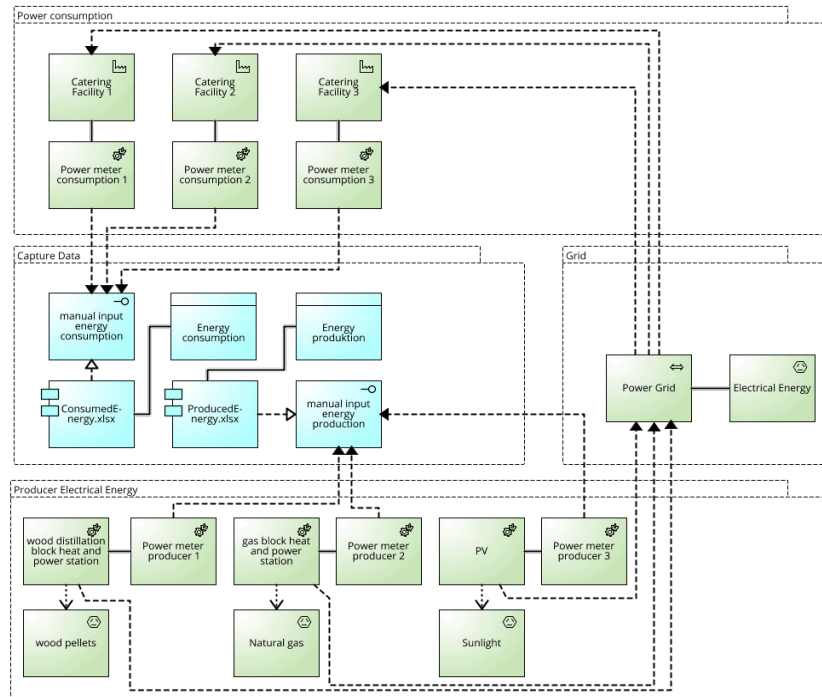 Power consumption
Catering
Facility 1
Catering
Facility 2
Catering
Facility 3
Power meter
consumption 1
Power meter
consumption 2
Power meter
consumption 3
Capture Data
Grid
manual input
energy
consumption
Energy
consumption
Energy
produktion
Power Grid
Electrical Energy
ConsumedE-
nergy.xlsx
ProducedE-
nergy.xlsx
manual input
energy
production
Producer Electrical Energy
wood distillation
block heat and
power station
Power meter
producer 1
gas block heat
and power
station
Power meter
producer 2
PV
Power meter
producer 3
wood pellets
Natural gas
Sunlight